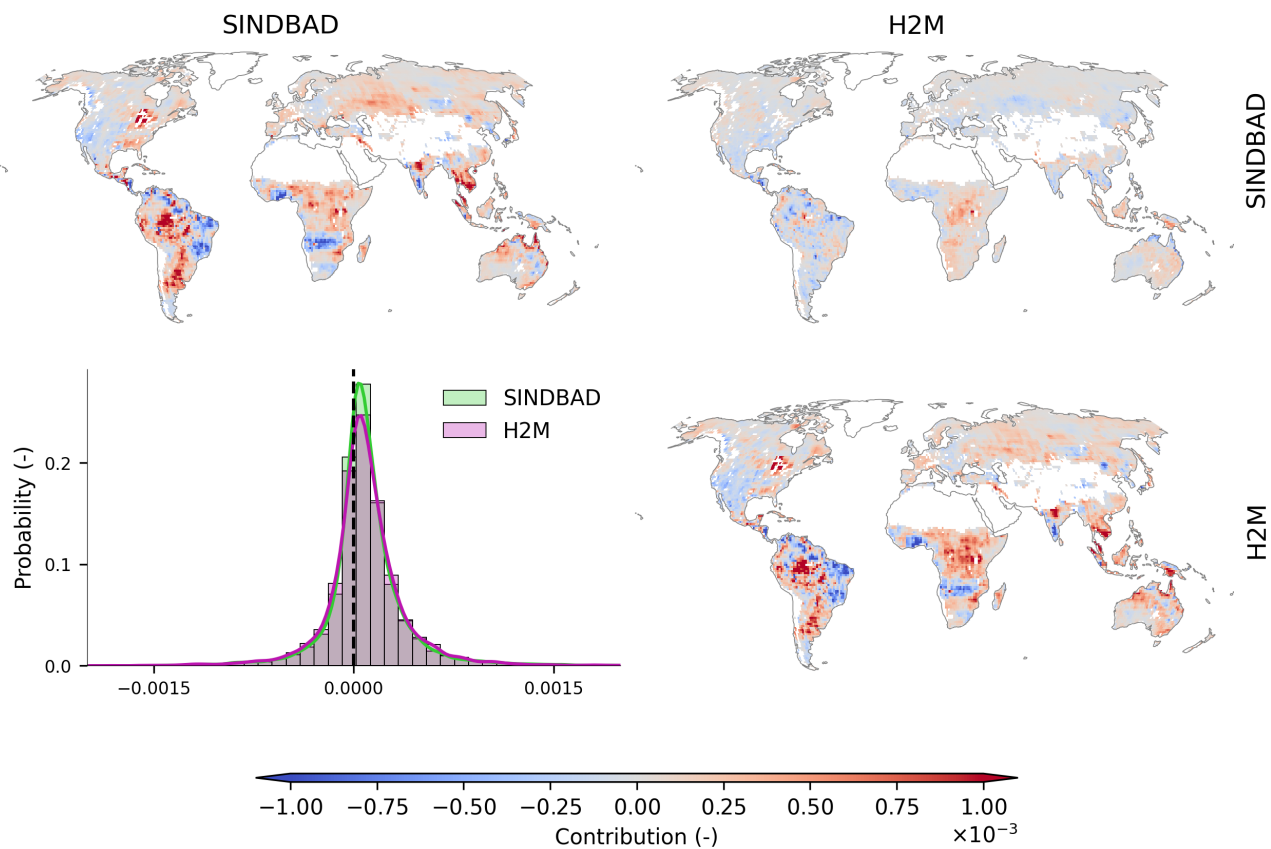 SINDBAD
H2M
SINDBAD
SINDBAD
H2M
Probability (-)
0.2
0.1
0.0
−0.0015
0.0000
0.0015
H2M
−1.00
−0.75
−0.50
−0.25
0.00
0.25
0.50
0.75
1.00
Contribution (-)
×10−3